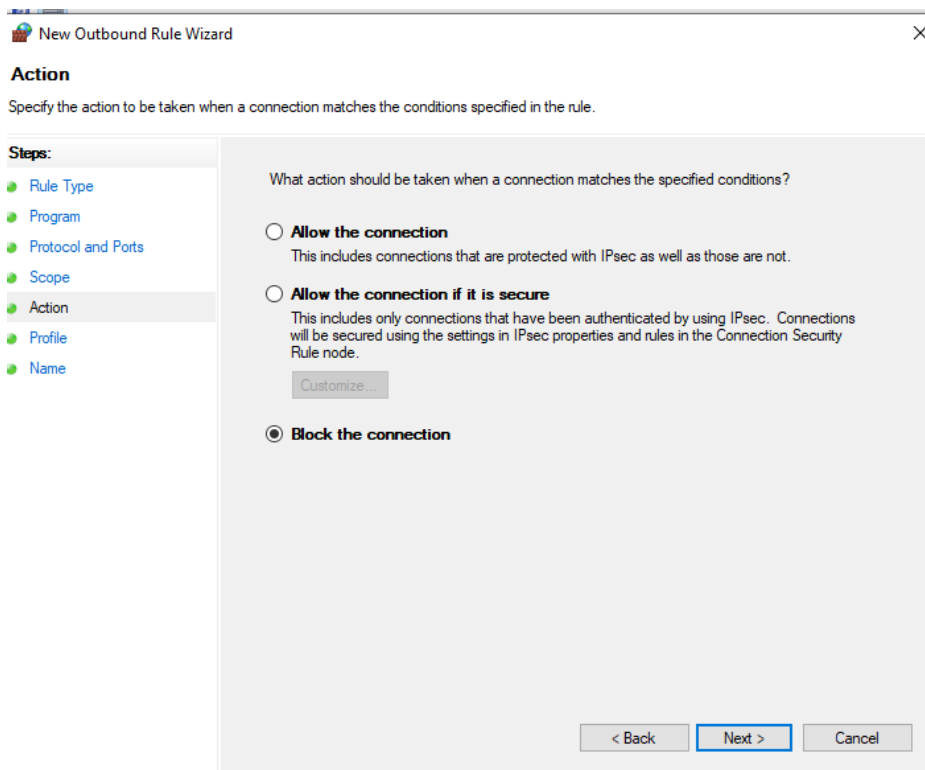 New Outbound Rule Wizard
Action
Specify the action to be taken when a connection matches the conditions specified in the rule.
Steps:
Rule Type
Program
Protocol and Ports
Scope
Action
Profile
Name
What action should be taken when a connection matches the specified conditions?
Allow the connection
This includes connections that are protected with IPsec as well as those are not.
Allow the connection if it is secure
This includes only connections that have been authenticated by using IPsec. Connections
will be secured using the settings in IPsec properties and rules in the Connection Security
Rule node.
Customize...
Block the connection
< Back
Next >
Cancel